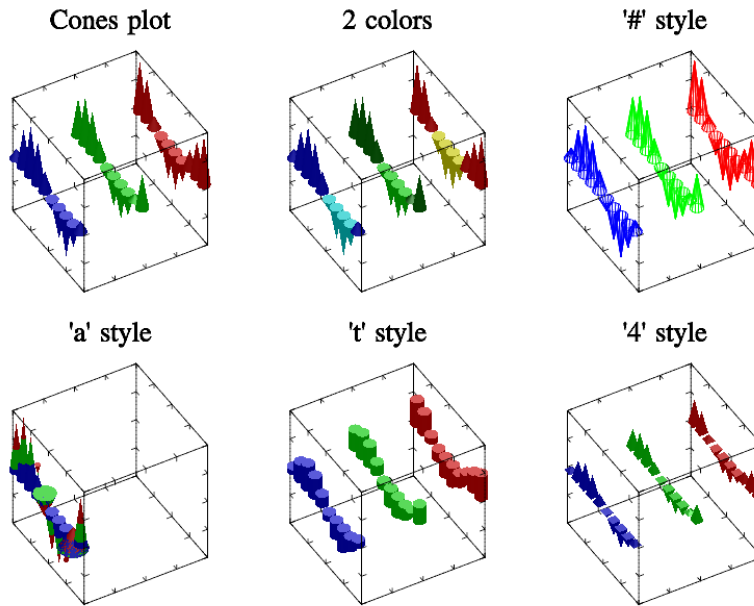 Cones plot
2 colors
'#' style
'a' style
't' style
'4' style